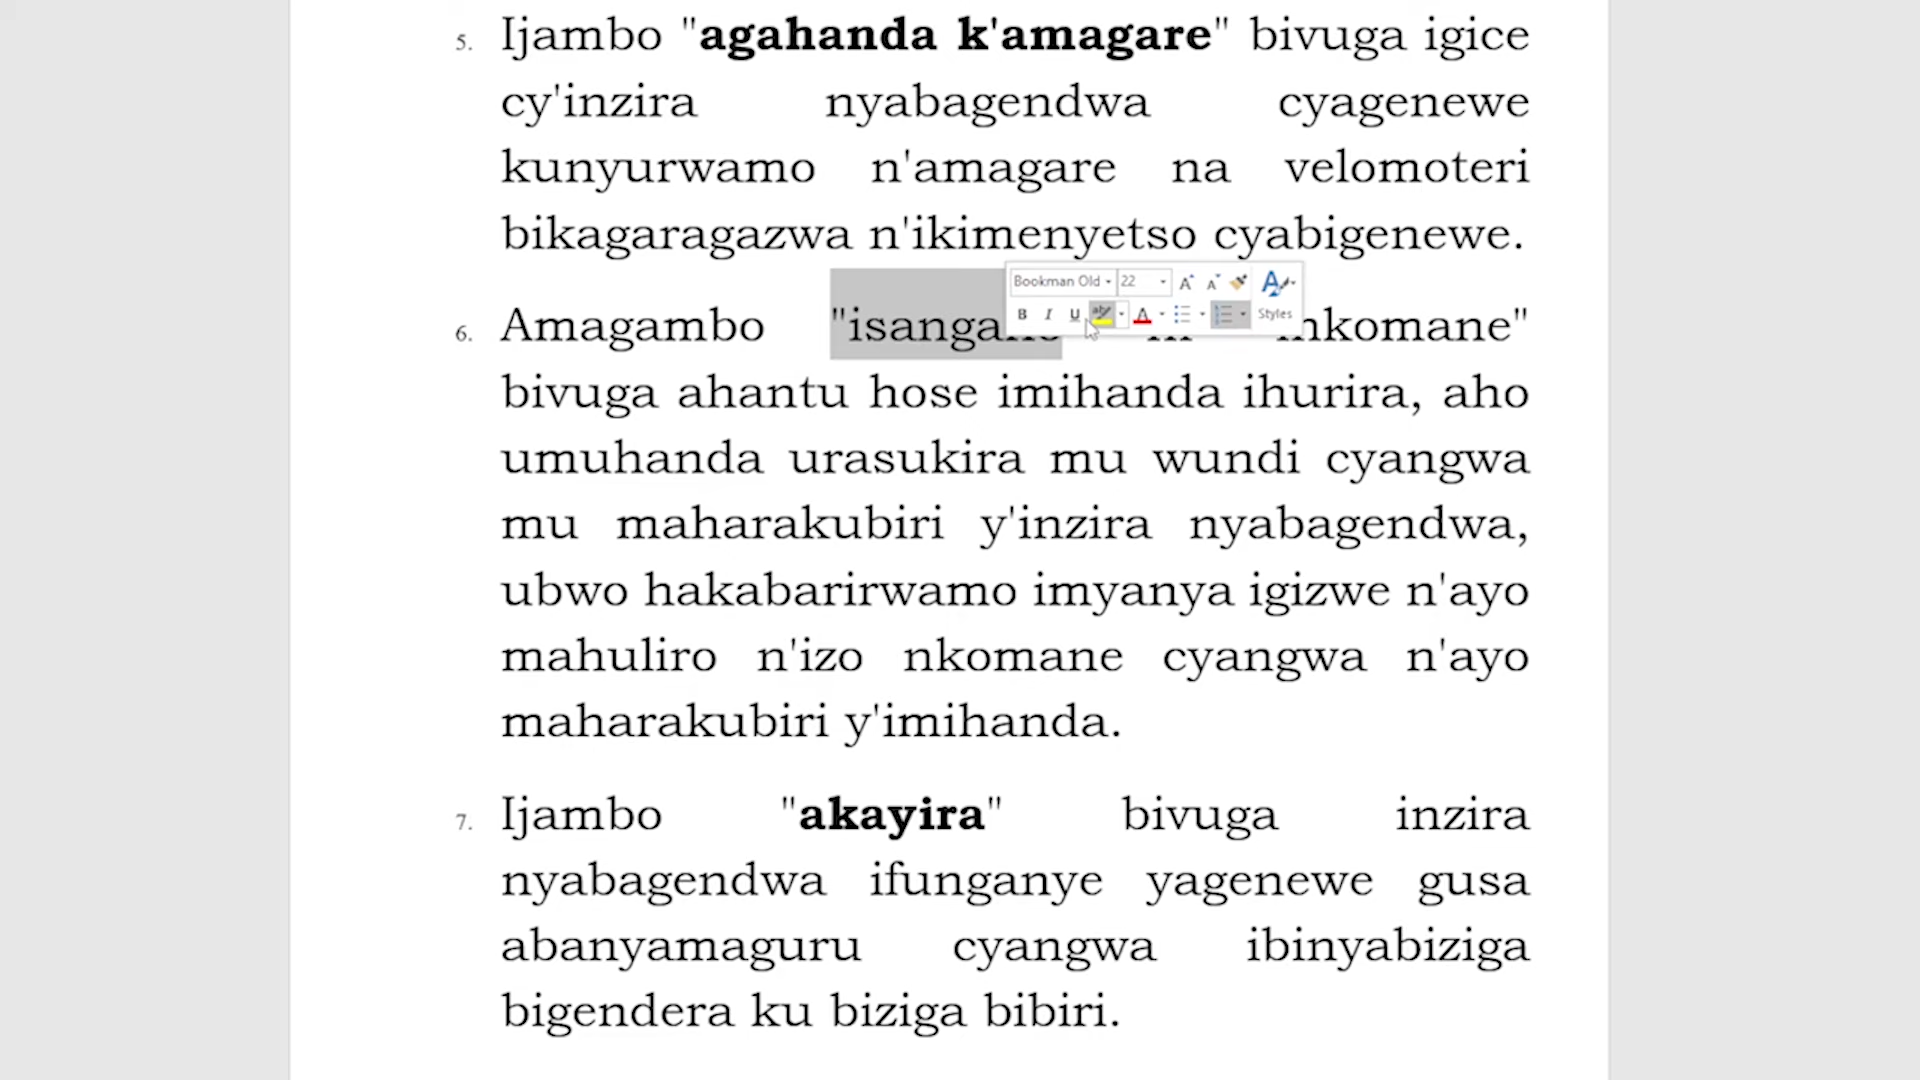 5. Ijambo "agahanda k'amagare" bivuga igice
cy'inzira nyabagendwa cyagenewe
kunyurwamo n'amagare na velomoteri
bikagaragazwa n'ikimenyetso cyabigenewe.
Bookman Old 22
B I U Styles
6. Amagambo
bivuga ahantu hose imihanda ihurira, aho
umuhanda urasukira mu wundi cyangwa
mu maharakubiri y'inzira nyabagendwa,
ubwo hakabarirwamo imyanya igizwe n'ayo
mahuliro n'izo nkomane cyangwa n'ayo
maharakubiri y'imihanda.
7. Ijambo "akayira" bivuga inzira
nyabagendwa ifunganye yagenewe gusa
abanyamaguru cyangwa ibinyabiziga
bigendera ku biziga bibiri.